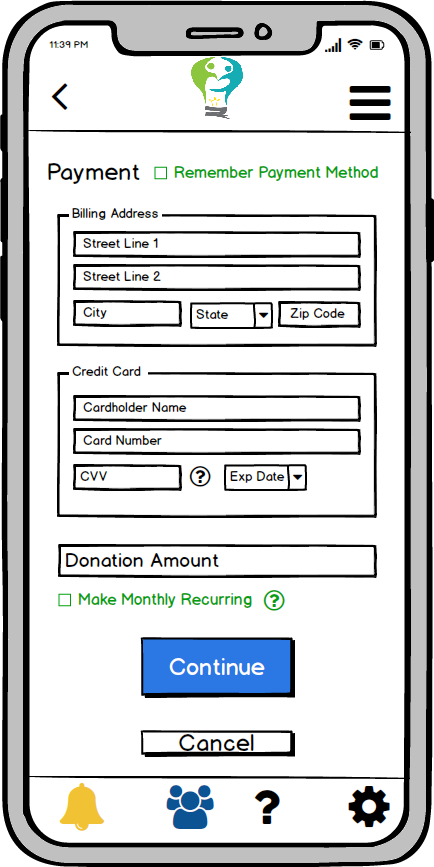 11:39 PM
Payment Remember Payment Method
Billing Address
Street Line 1
Street Line 2
City State Zip Code
Credit Card
Cardholder Name
Card Number
CVV ? Exp Date
Donation Amount
Make Monthly Recurring ?
Continue
Cancel
?